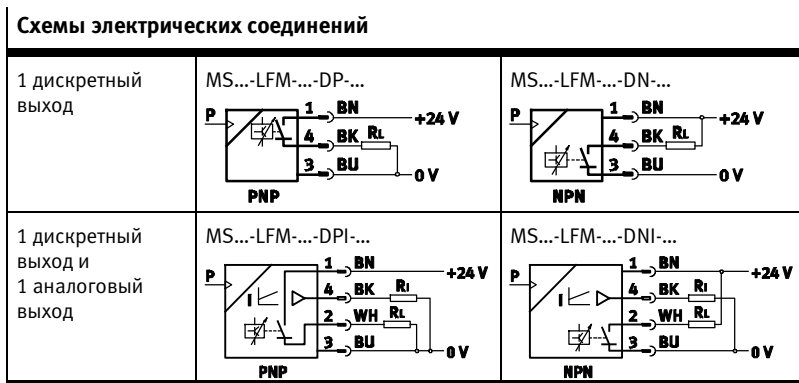 Схемы электрических соединений
1 дискретный
выход
MS...-LFM-...-DP-...
P
1 BN
+24 V
4 BK RL
3 BU
0 V
PNP
MS...-LFM-...-DN-...
P
1 BN
+24 V
4 BK RL
3 BU
0 V
NPN
1 дискретный
выход и
1 аналоговый
выход
MS...-LFM-...-DPI-...
P
1 BN
+24 V
I
4 BK RI
2 WH RL
3 BU
0 V
PNP
MS...-LFM-...-DNI-...
P
1 BN
+24 V
I
4 BK RI
2 WH RL
3 BU
0 V
NPN